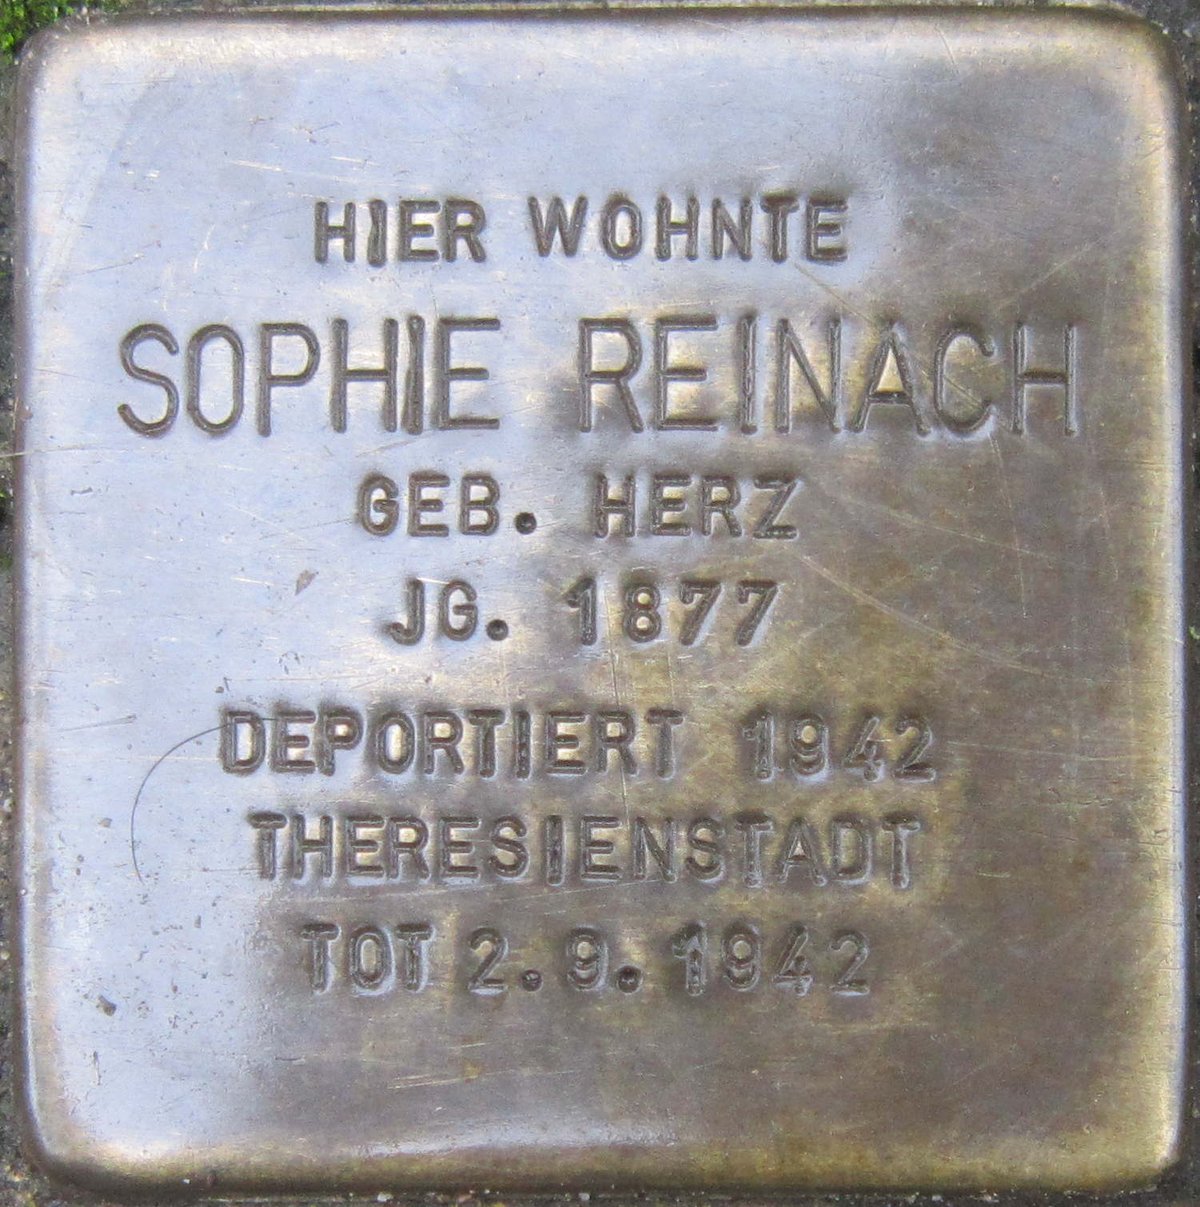 HIER WOHNTE
SOPHIE REINACH
GEB. HERZ
JG. 1877
DEPORTIERT 1942
THERESIENSTADT
TOT 2.9.1942